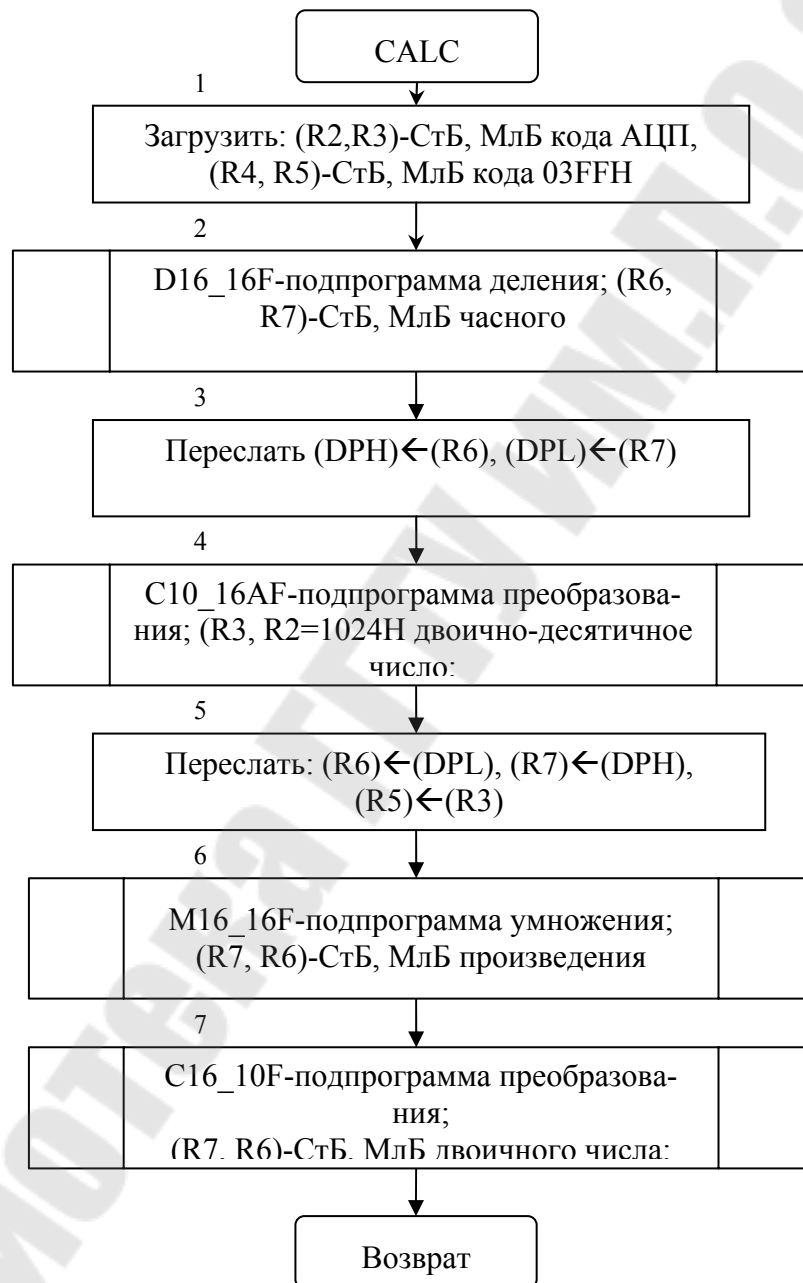 CALC
1
Загрузить: (R2,R3)-СтБ, МлБ кода АЦП,
(R4, R5)-СтБ, МлБ кода 03FFH
2
D16_16F-подпрограмма деления; (R6,
R7)-СтБ, МлБ часного
3
Переслать (DPH)🡨(R6), (DPL)🡨(R7)
4
C10_16AF-подпрограмма преобразова-
ния; (R3, R2=1024H двоично-десятичное
число;
5
Переслать: (R6)🡨(DPL), (R7)🡨(DPH),
(R5)🡨(R3)
6
M16_16F-подпрограмма умножения;
(R7, R6)-СтБ, МлБ произведения
7
C16_10F-подпрограмма преобразова-
ния;
(R7, R6)-СтБ, МлБ двоичного числа;
Возврат